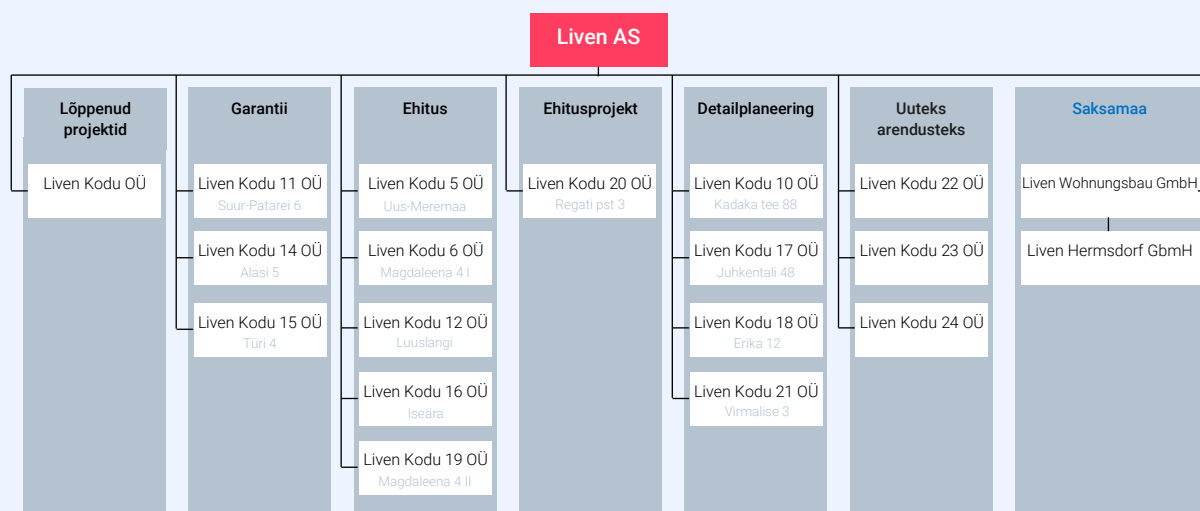 Liven AS
Lõppenud
projektid
Liven Kodu OÜ
Garantii
Liven Kodu 11 OÜ
Suur-Patarei 6
Liven Kodu 14 OÜ
Alasi 5
Liven Kodu 15 OÜ
Türi 4
Ehitus
Liven Kodu 5 OÜ
Uus-Meremaa
Liven Kodu 6 OÜ
Magdaleena 4 I
Liven Kodu 12 OÜ
Luuslangi
Liven Kodu 16 OÜ
Iseära
Liven Kodu 19 OÜ
Magdaleena 4 II
Ehitusprojekt
Liven Kodu 20 OÜ
Regati pst 3
Detailplaneering
Liven Kodu 10 OÜ
Kadaka tee 88
Liven Kodu 17 OÜ
Juhkentali 48
Liven Kodu 18 OÜ
Erika 12
Liven Kodu 21 OÜ
Virmalise 3
Uuteks
arendusteks
Liven Kodu 22 OÜ
Liven Kodu 23 OÜ
Liven Kodu 24 OÜ
Saksamaa
Liven Wohnungsbau GmbH
Liven Hermsdorf GbmH